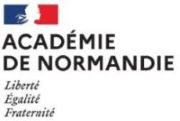 ACADÉMIE
DE NORMANDIE
Liberté
Égalité
Fraternité